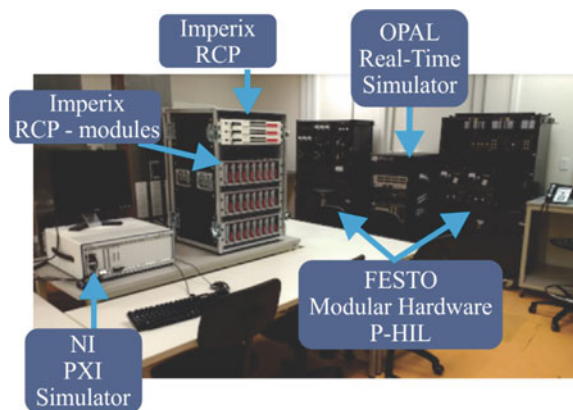 Imperix
RCP
OPAL
Real-Time
Simulator
Imperix
RCP - modules
FESTO
Modular Hardware
P-HIL
NI
PXI
Simulator